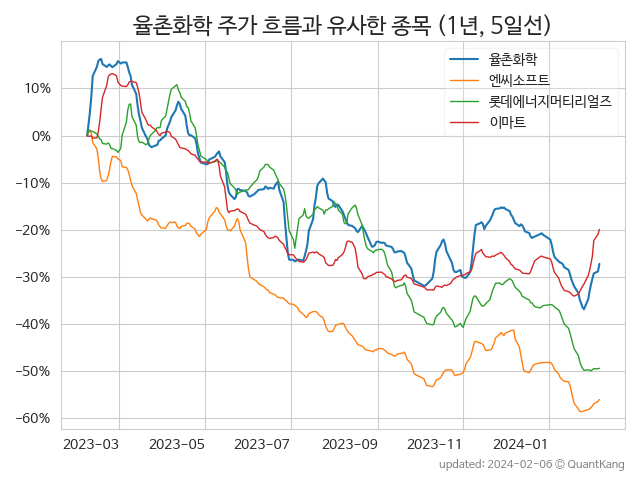 율촌화학 주가 흐름과 유사한 종목 (1년, 5일선)
율촌화학
엔씨소프트
롯데에너지머티리얼즈
이마트
10%
0%
−10%
−20%
−30%
−40%
−50%
−60%
2023-03 2023-05 2023-07 2023-09 2023-11 2024-01
updated: 2024-02-06 © QuantKang